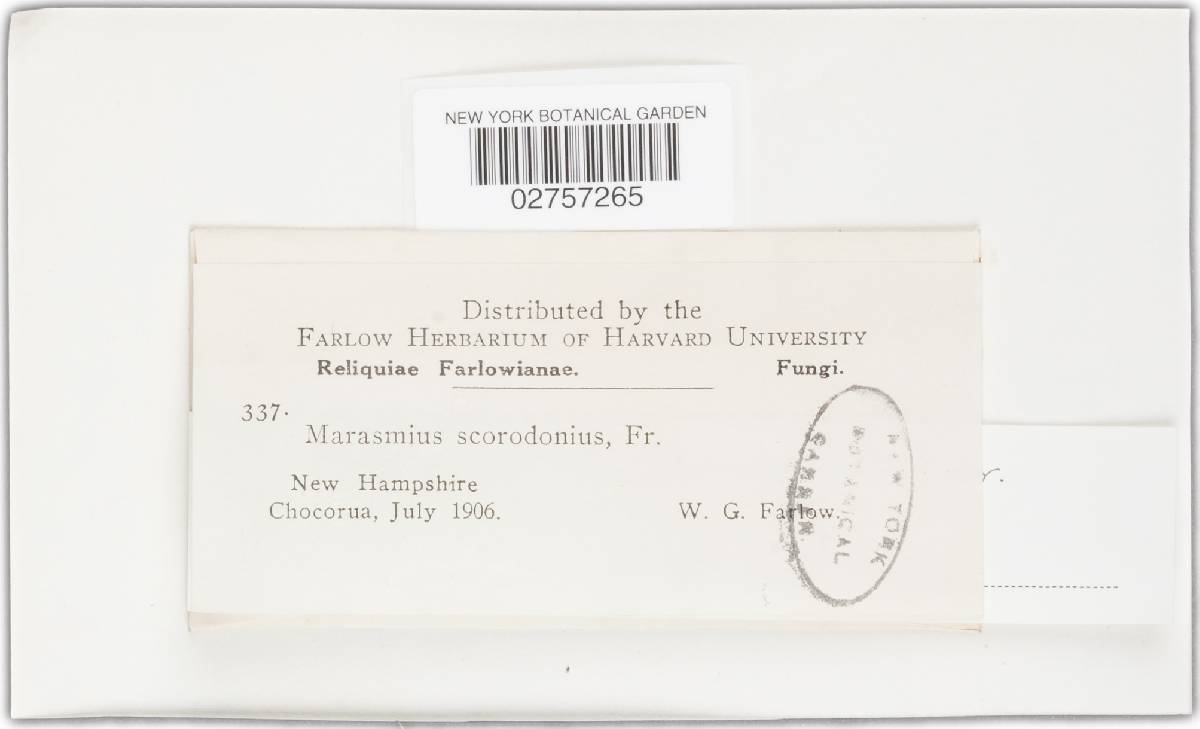 NEW YORK BOTANICAL GARDEN
02757265
Distributed by the
FARLOW HERBARIUM OF HARVARD UNIVERSITY
Reliquiae Farlowianae. Fungi.
337.
Marasmius scorodonius, Fr.
New Hampshire
Chocorua, July 1906. W. G. Farlow.
NEW YORK
BOTANICAL
GARDEN